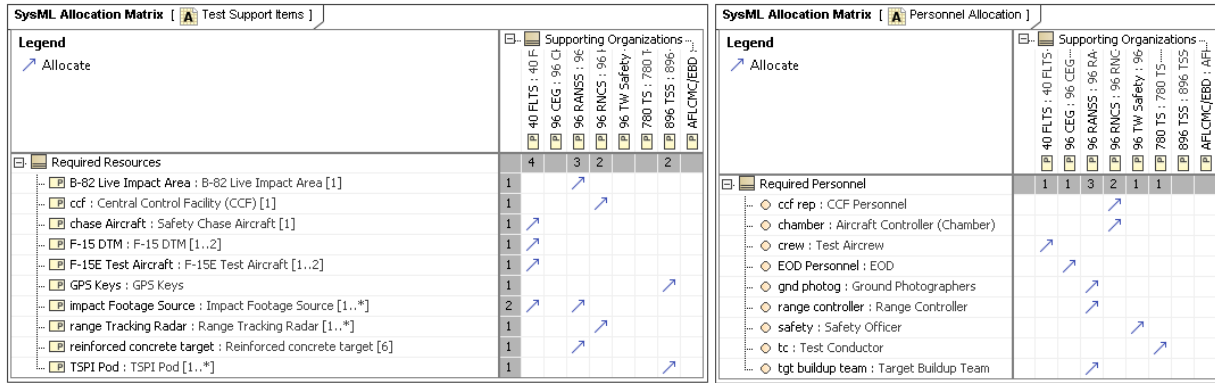 SysML Allocation Matrix [ A Test Support Items ]
Legend
Allocate
Supporting Organizations
40 FLTS : 40 F
96 CEG : 96 CE
96 RANSS : 96
96 RNCS : 96
96 TW Safety
780 TS : 780 T
896 TSS : 896
AFLCMC/EBD
Required Resources 4 3 2 2
B-82 Live Impact Area : B-82 Live Impact Area [1] 1
ccf : Central Control Facility (CCF) [1] 1
chase Aircraft : Safety Chase Aircraft [1] 1
F-15 DTM : F-15 DTM [1..2] 1
F-15E Test Aircraft : F-15E Test Aircraft [1..2] 1
GPS Keys : GPS Keys 1
impact Footage Source : Impact Footage Source [1..*] 2
range Tracking Radar : Range Tracking Radar [1..*] 1
reinforced concrete target : Reinforced concrete target [6] 1
TSPI Pod : TSPI Pod [1..*] 1
SysML Allocation Matrix [ A Personnel Allocation ]
Legend
Allocate
Supporting Organizations
40 FLTS : 40 FLTS
96 CEG : 96 CEG
96 RANSS : 96 RA
96 RNCS : 96 RNC
96 TW Safety : 96
780 TS : 780 TS
896 TSS : 896 TSS
AFLCMC/EBD : AFL
Required Personnel 1 1 3 2 1 1
ccf rep : CCF Personnel
chamber : Aircraft Controller (Chamber)
crew : Test Aircrew
EOD Personnel : EOD
gnd photog : Ground Photographers
range controller : Range Controller
safety : Safety Officer
tc : Test Conductor
tgt buildup team : Target Buildup Team